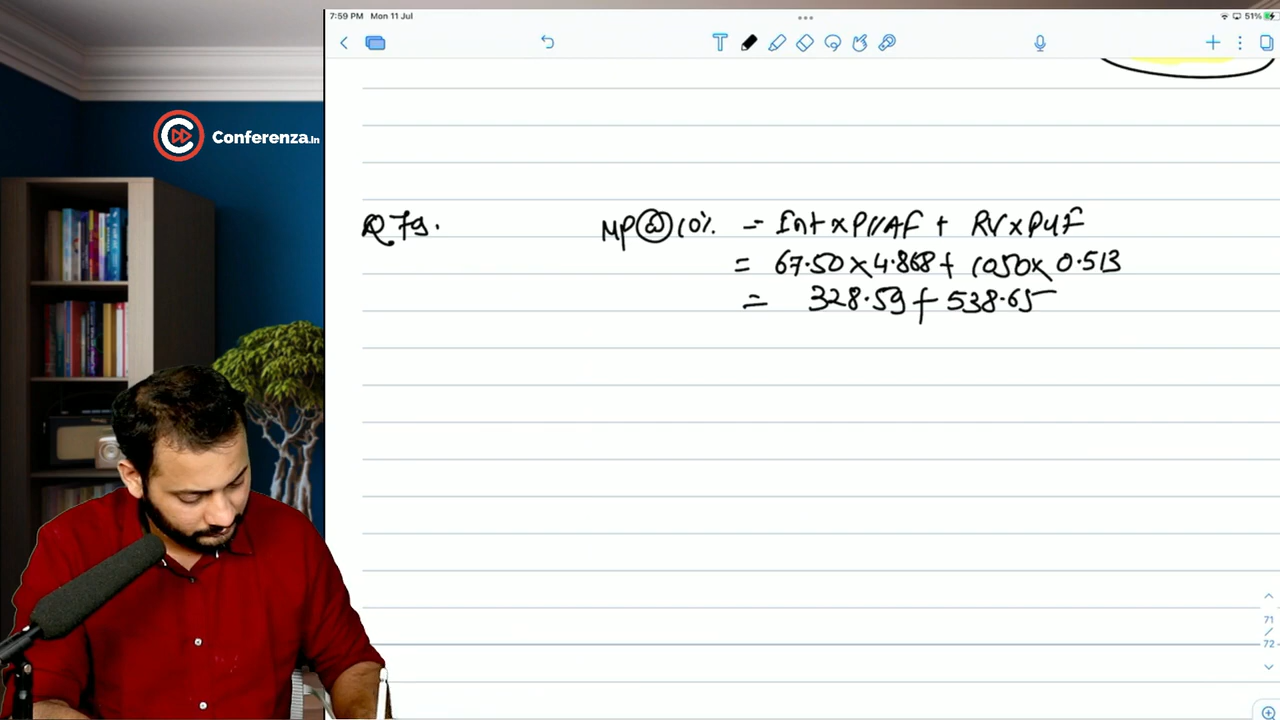 7:59 PM Mon 11 Jul
51%
Conferenza.in
Q 79. MP @ 10% = Int x PVAF + RV x PVF
= 67.50 x 4.868 + 1050 x 0.513
= 328.59 + 538.65
71
/
72